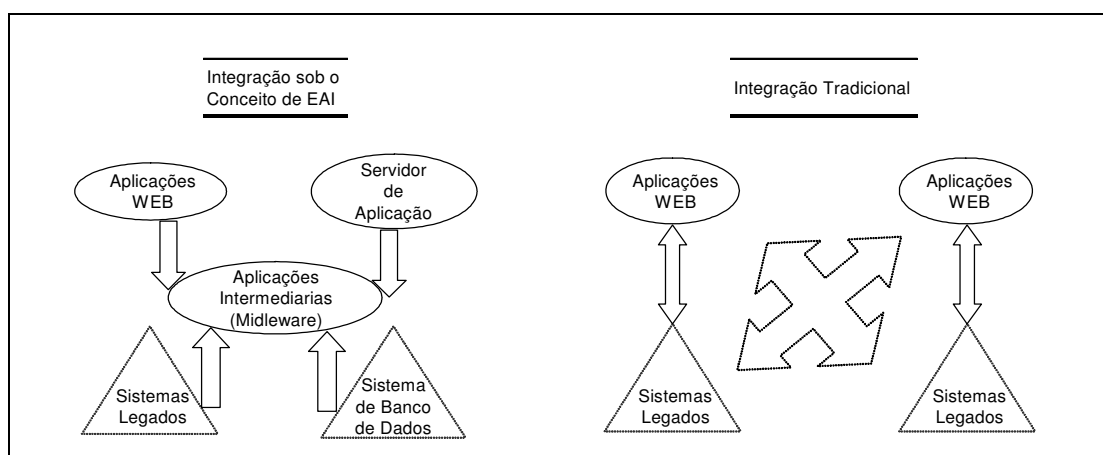 Integração sob o
Conceito de EAI
Aplicações
WEB
Servidor
de
Aplicação
Aplicações
Intermediarias
(Midleware)
Sistemas
Legados
Sistema
de Banco
de Dados
Integração Tradicional
Aplicações
WEB
Aplicações
WEB
Sistemas
Legados
Sistemas
Legados